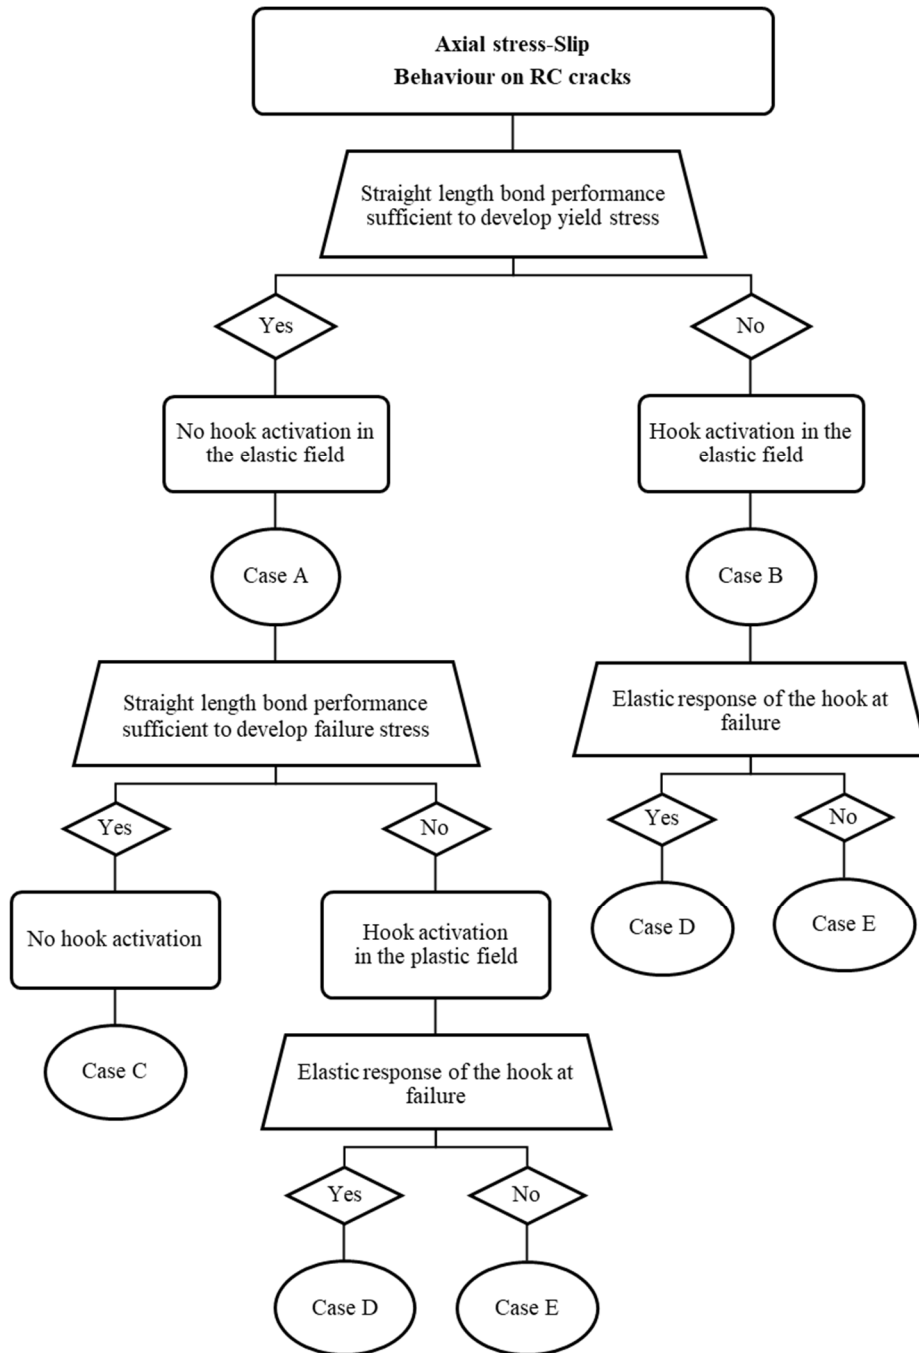 Axial stress-Slip
Behaviour on RC cracks
Straight length bond performance
sufficient to develop yield stress
Yes
No
No hook activation in
the elastic field
Hook activation in the
elastic field
Case A
Case B
Straight length bond performance
sufficient to develop failure stress
Elastic response of the hook at
failure
Yes
No
Yes
No
No hook activation
Hook activation
in the plastic field
Case D
Case E
Case C
Elastic response of the hook at
failure
Yes
No
Case D
Case E